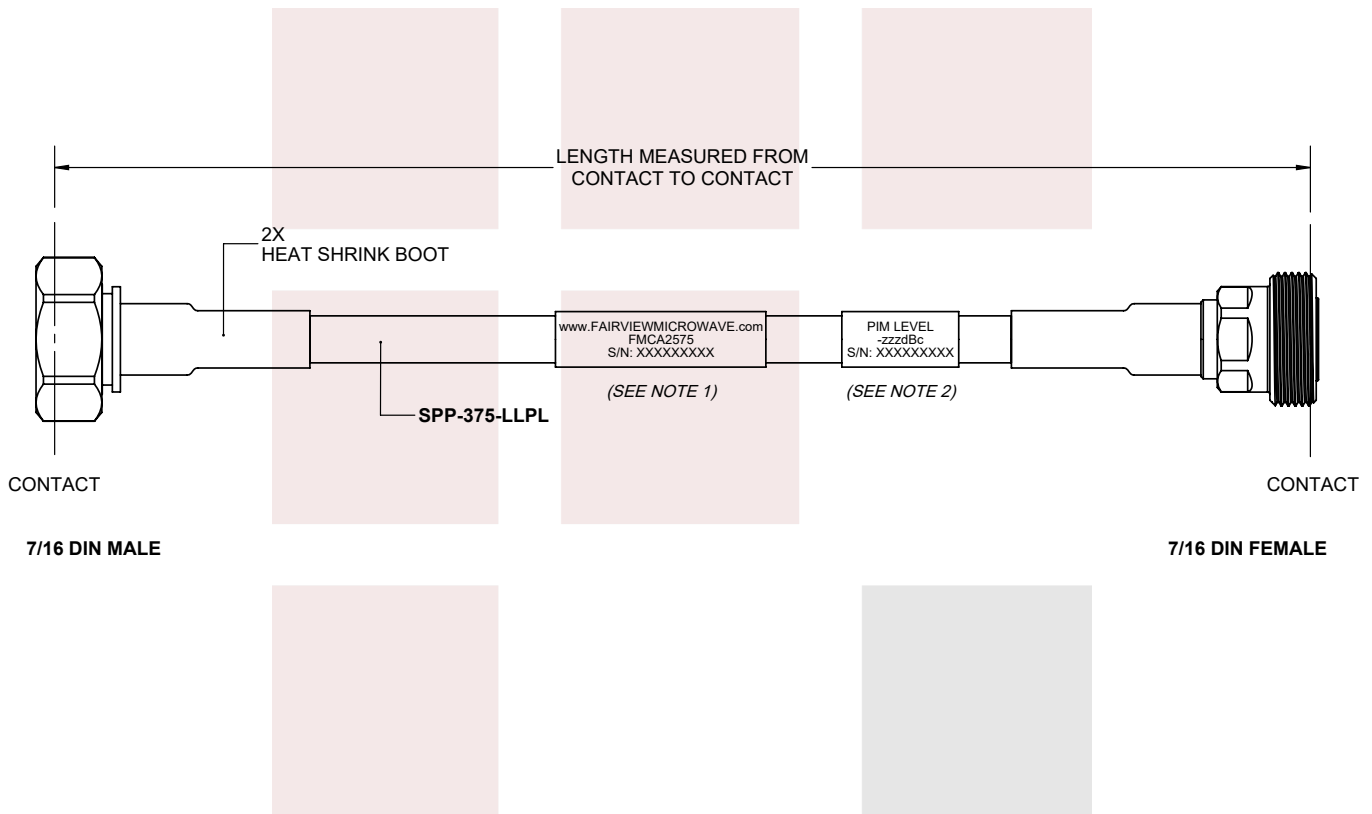 LENGTH MEASURED FROM
CONTACT TO CONTACT
2X
HEAT SHRINK BOOT
www.FAIRVIEWMICROWAVE.com
FMCA2575
S/N: XXXXXXXXX
PIM LEVEL
-zzzdBc
S/N: XXXXXXXXX
(SEE NOTE 1)
(SEE NOTE 2)
SPP-375-LLPL
CONTACT
CONTACT
7/16 DIN MALE
7/16 DIN FEMALE